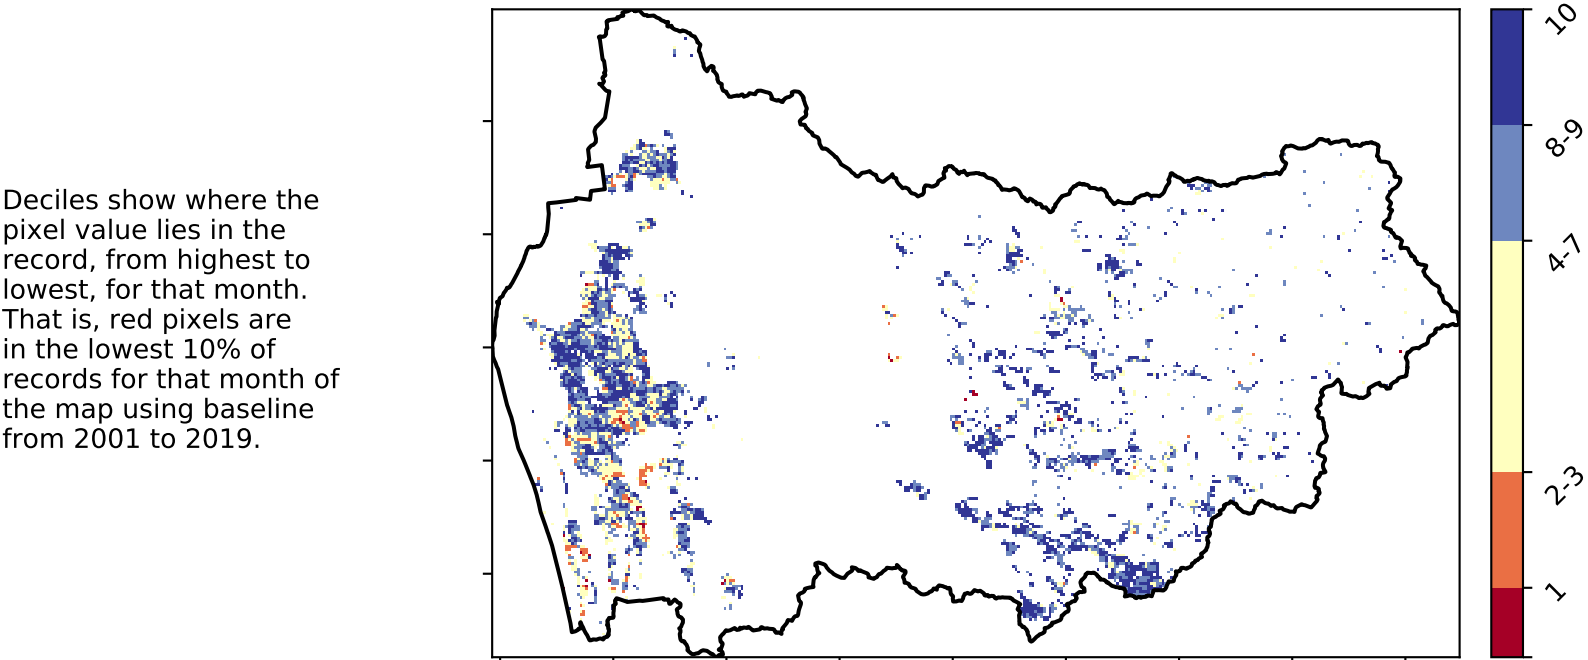 Deciles show where the
pixel value lies in the
record, from highest to
lowest, for that month.
That is, red pixels are
in the lowest 10% of
records for that month of
the map using baseline
from 2001 to 2019.
10
8-9
4-7
2-3
1